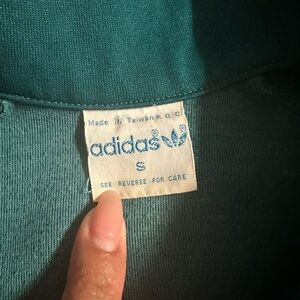 Made in Taiwan R.O.C.
adidas®
S
SEE REVERSE FOR CARE